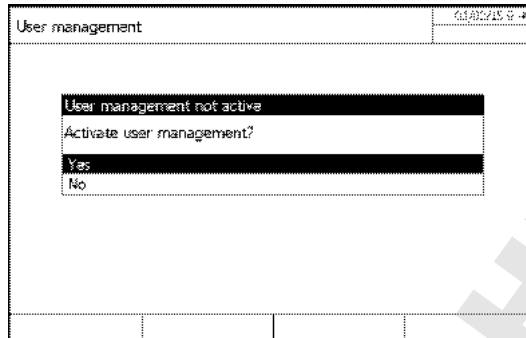 User management
User management not active
Activate user management?
Yes
No